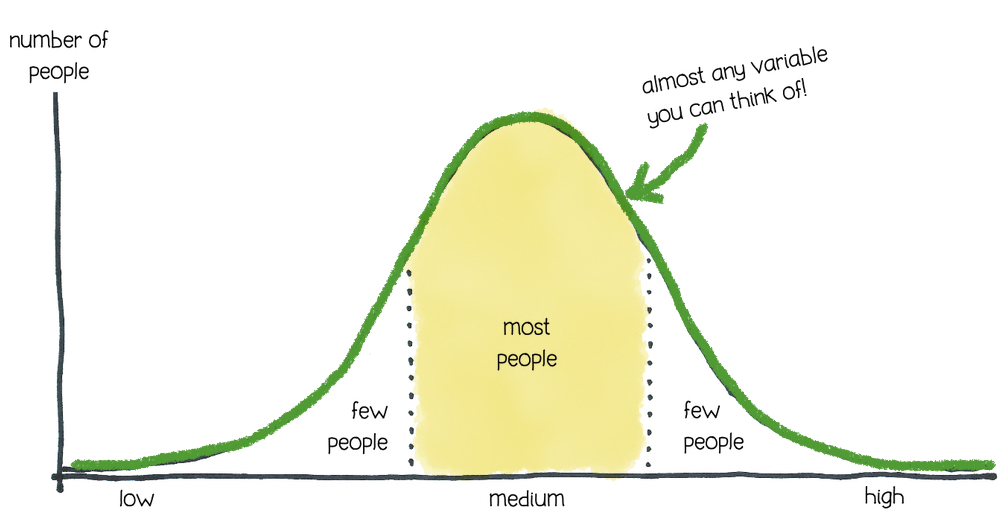 number of
people
almost any variable
you can think of!
most
people
few
people
few
people
low
medium
high